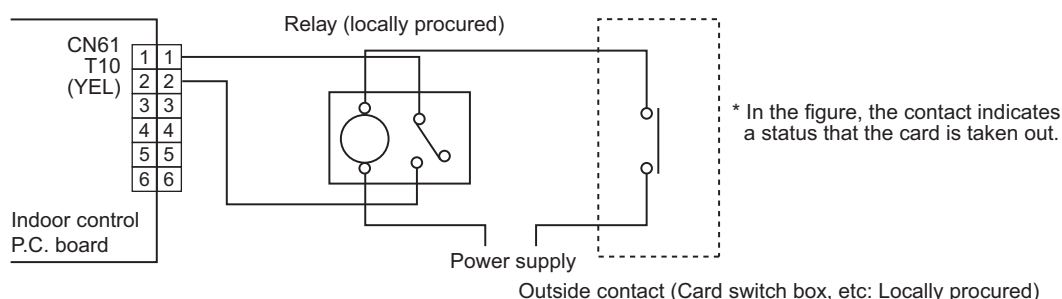 Relay (locally procured)
CN61
T10
(YEL)
1 1
2 2
3 3
4 4
5 5
6 6
* In the figure, the contact indicates
a status that the card is taken out.
Indoor control
P.C. board
Power supply
Outside contact (Card switch box, etc: Locally procured)